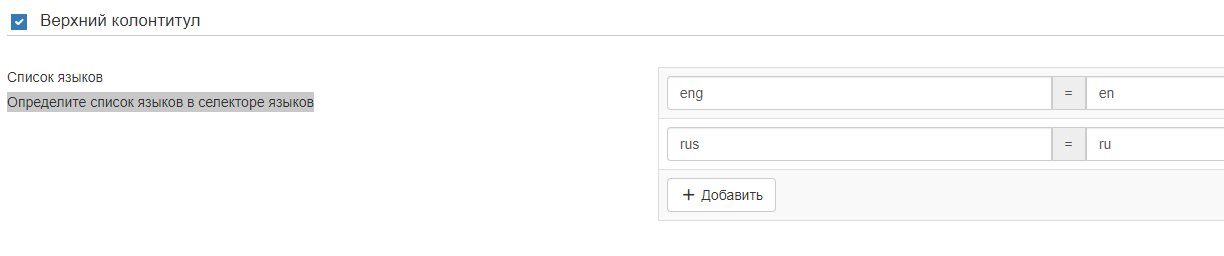 Верхний колонтитул
Список языков
Определите список языков в селекторе языков
eng = en
rus = ru
+ Добавить